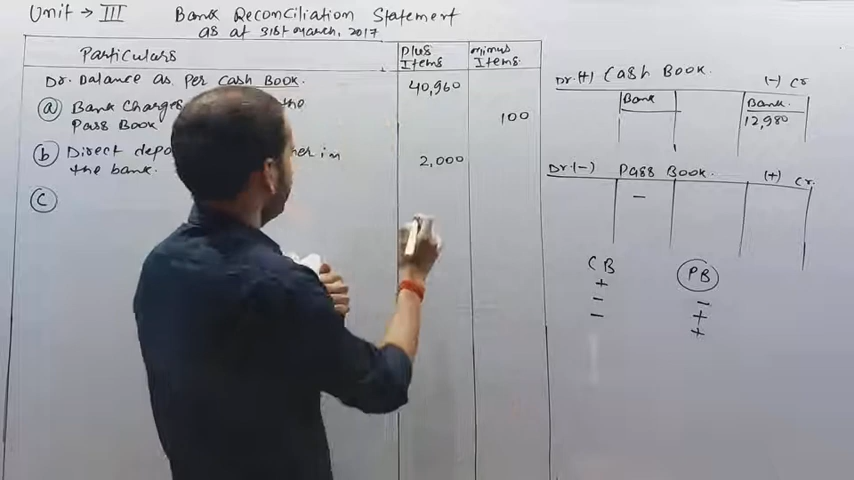 Unit → III Bank Reconciliation Statement
as at 31st march, 2017
Particulars
Plus Items
minus Items.
Dr. Balance as per Cash Book.
40,960
(a) Bank Charges the
Pass Book
100
(b) Direct depo in
the bank.
2,000
(c)
Dr (+) Cash Book. (-) Cr
Bank
Bank.
12,980
Dr. (-) Pass Book. (+) Cr.
-
CB PB
+ -
- +
- +